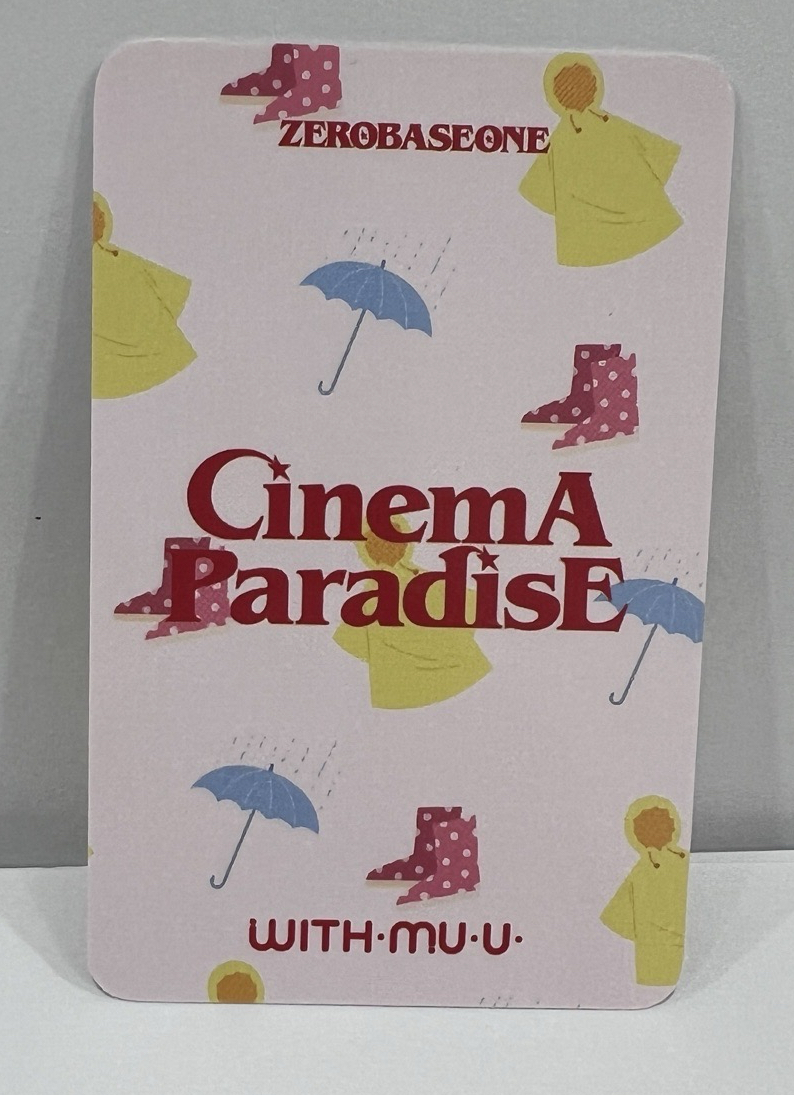 ZEROBASEONE
CinemA
ParadisE
WITH·MU·U·